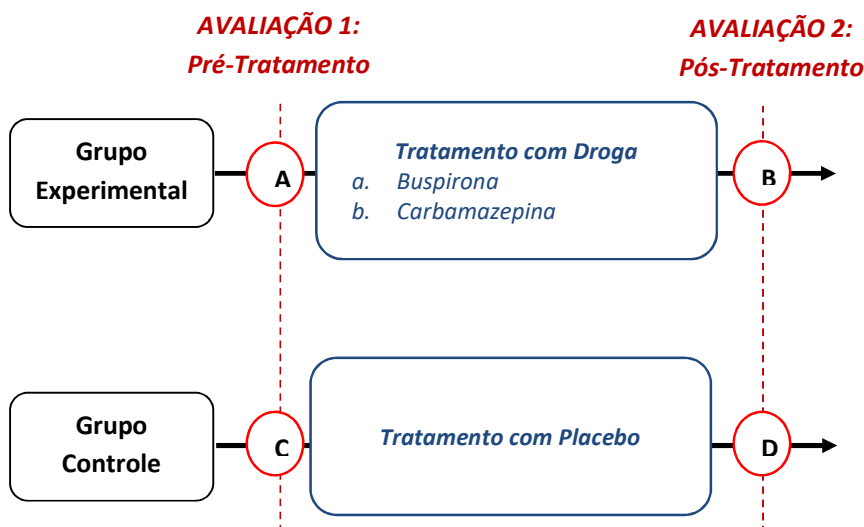 AVALIAÇÃO 1:
Pré-Tratamento
AVALIAÇÃO 2:
Pós-Tratamento
Grupo
Experimental
A
Tratamento com Droga
a. Buspirona
b. Carbamazepina
B
Grupo
Controle
C
Tratamento com Placebo
D